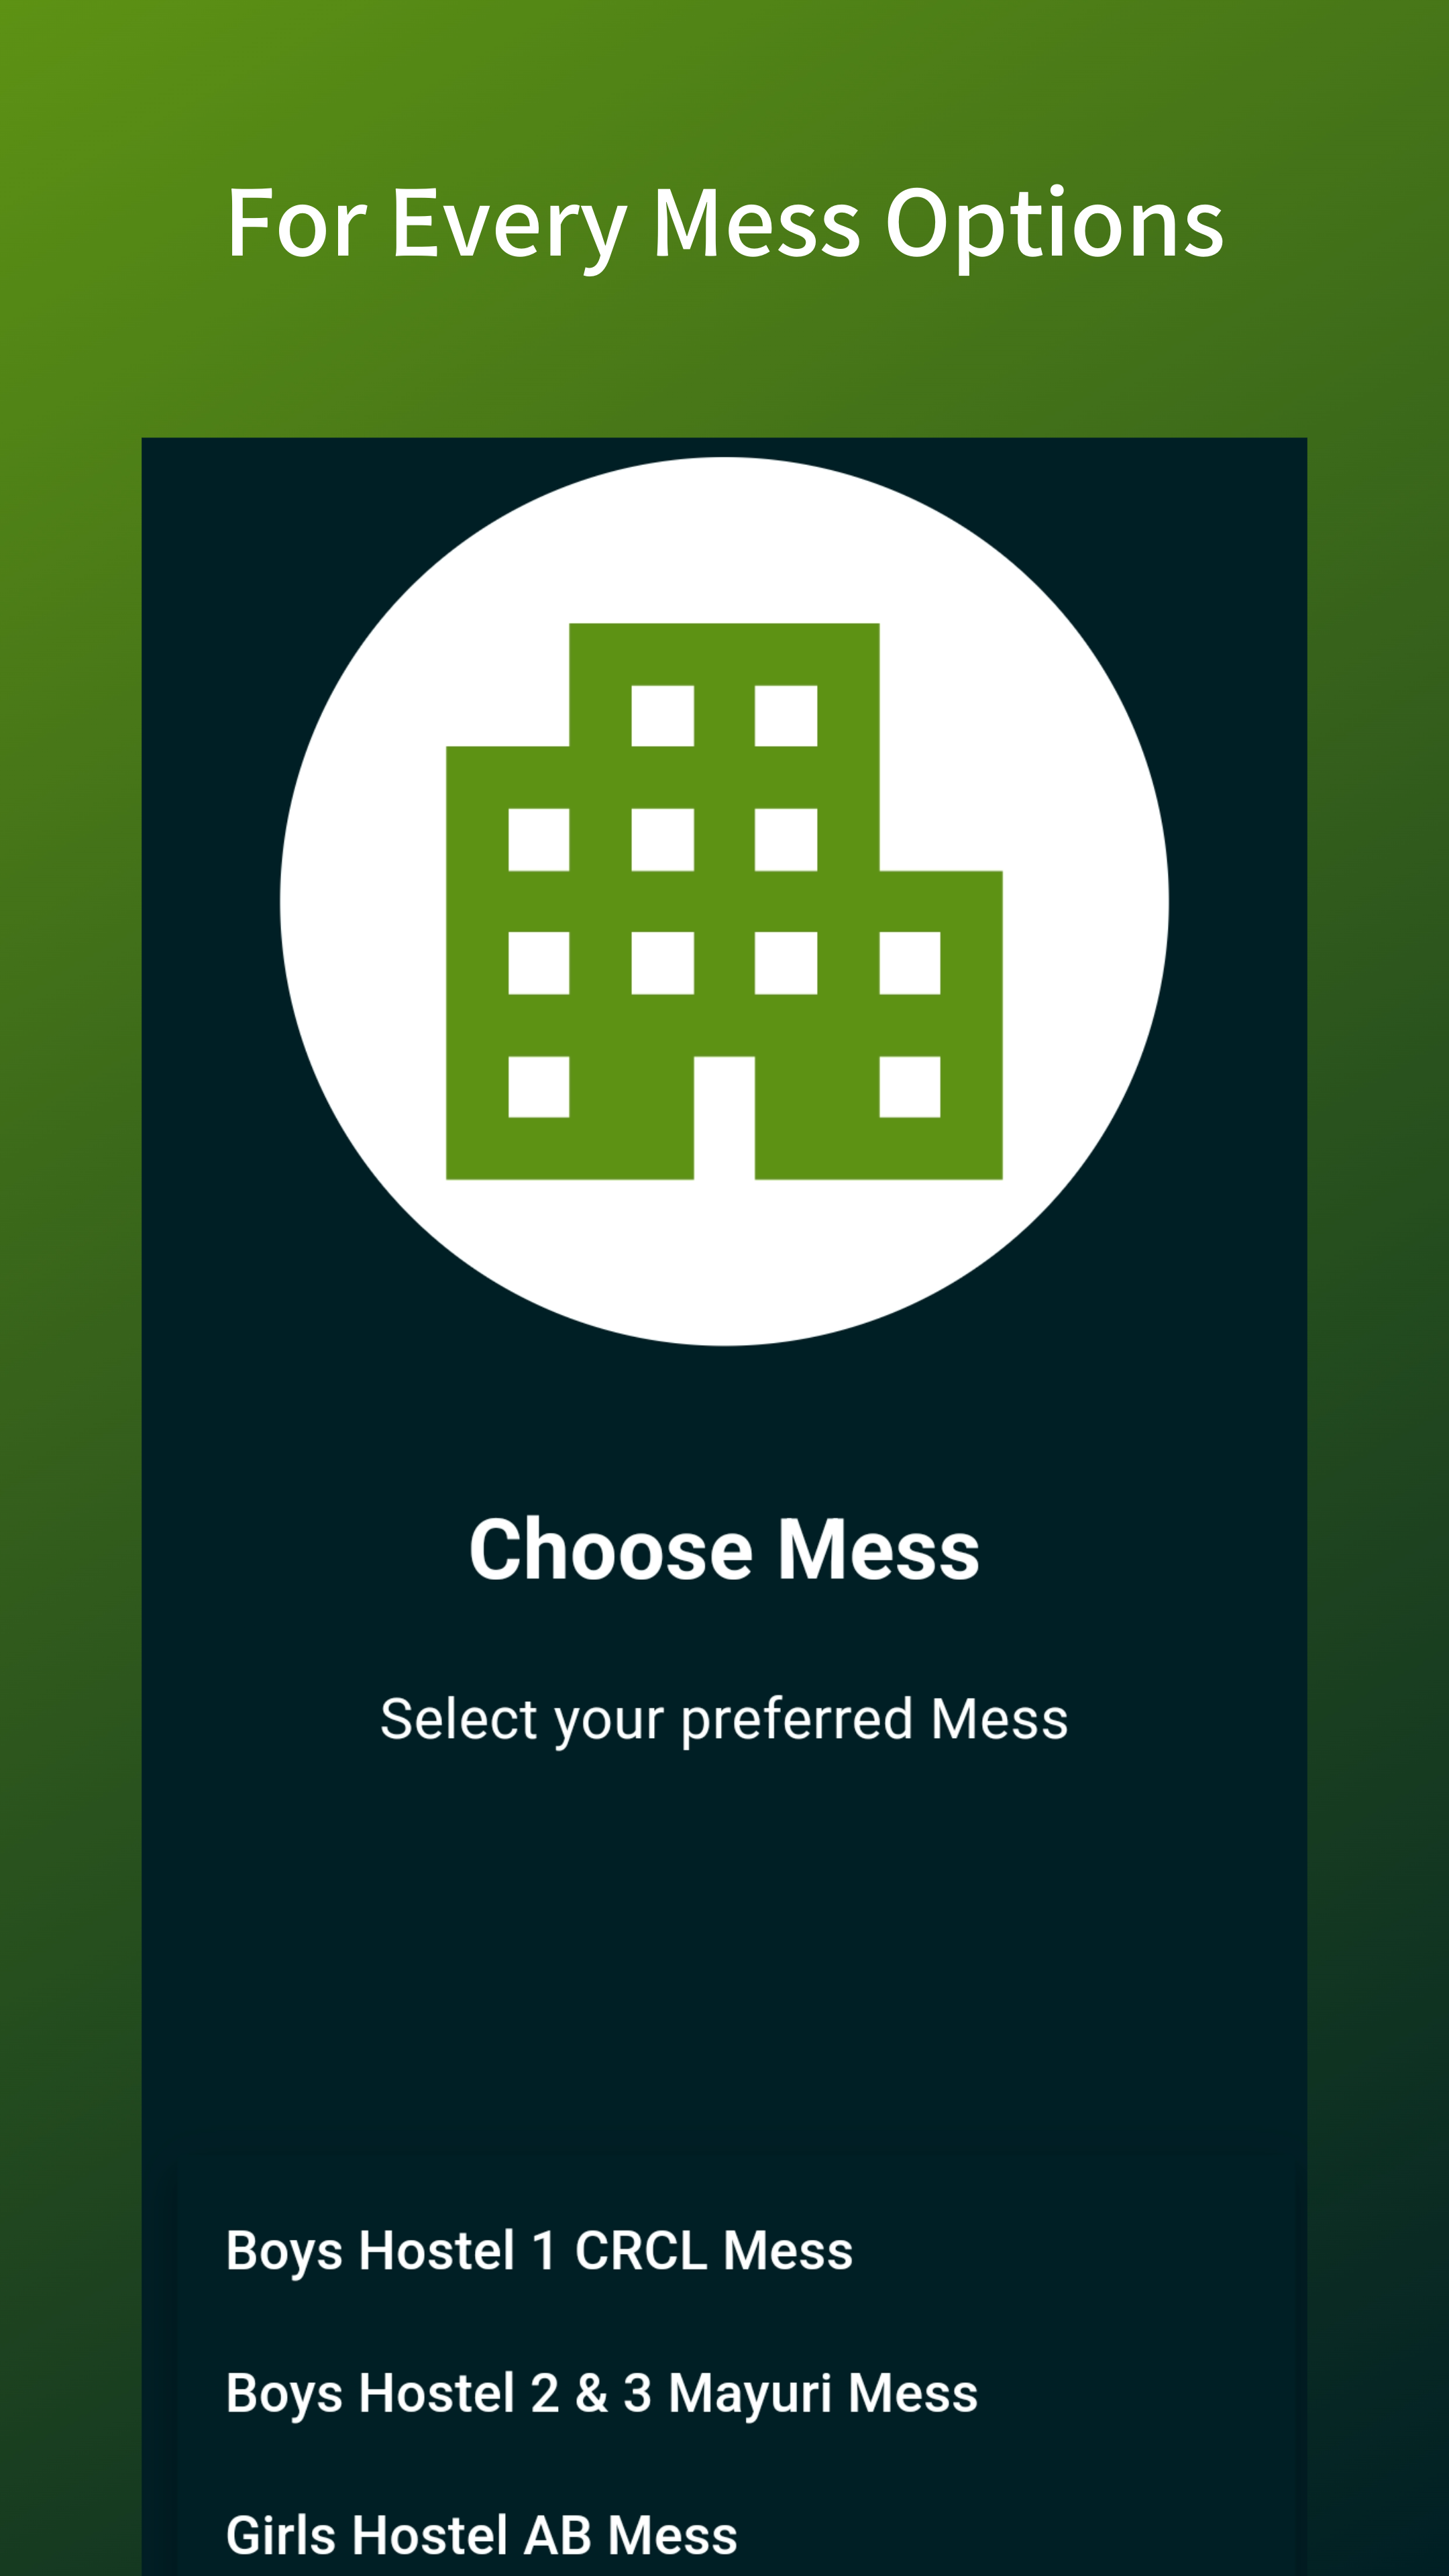 For Every Mess Options
Choose Mess
Select your preferred Mess
Boys Hostel 1 CRCL Mess
Boys Hostel 2 & 3 Mayuri Mess
Girls Hostel AB Mess